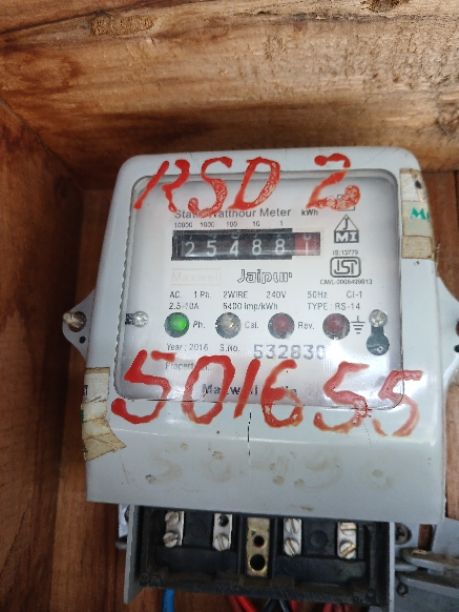 RSD 2
Static Watthour Meter kWh
10000 1000 100 10 1
25488 1
JMI
IS:13779
ISI
Maxwell Jaipur
AC 1 Ph. 2WIRE 240V 50Hz Cl-1
2.5-10A 6400 imp/kWh TYPE: RS-14
Ph. Cal. Rev.
Year: 2016 S.No. 532830
501655